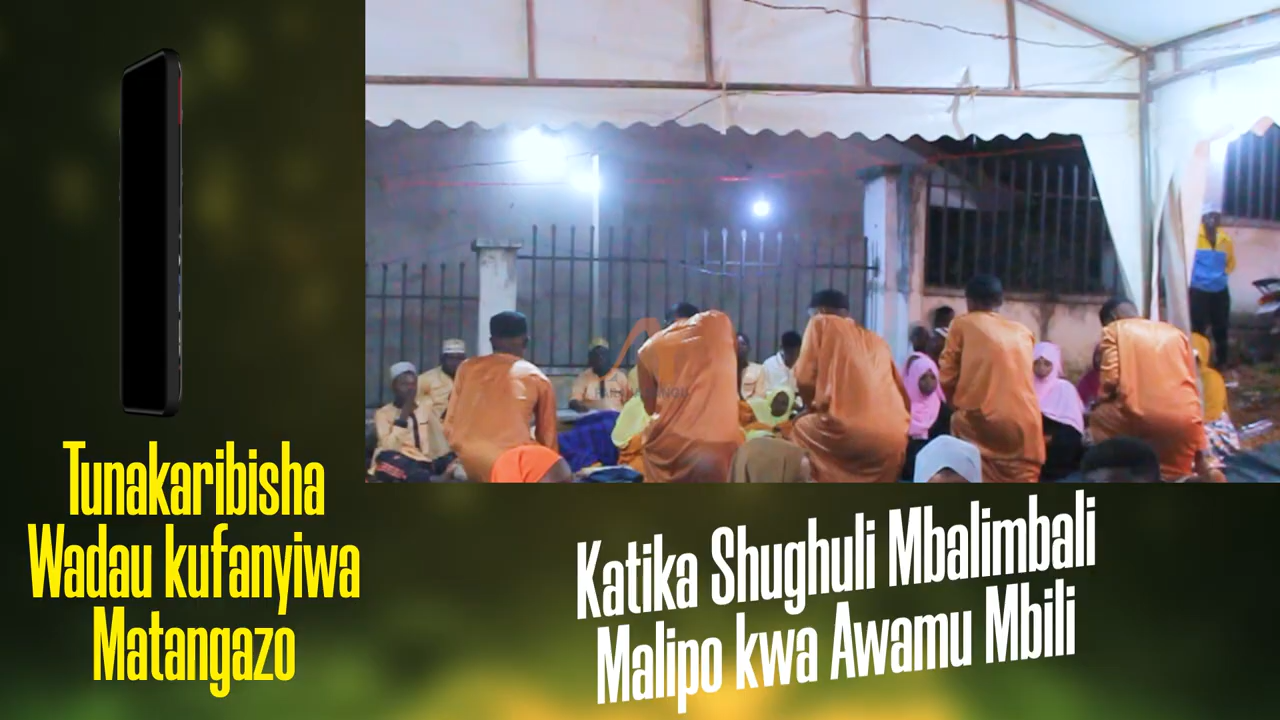 Tunakaribisha
Wadau kufanyiwa
Matangazo
Katika Shughuli Mbalimbali
Malipo kwa Awamu Mbili